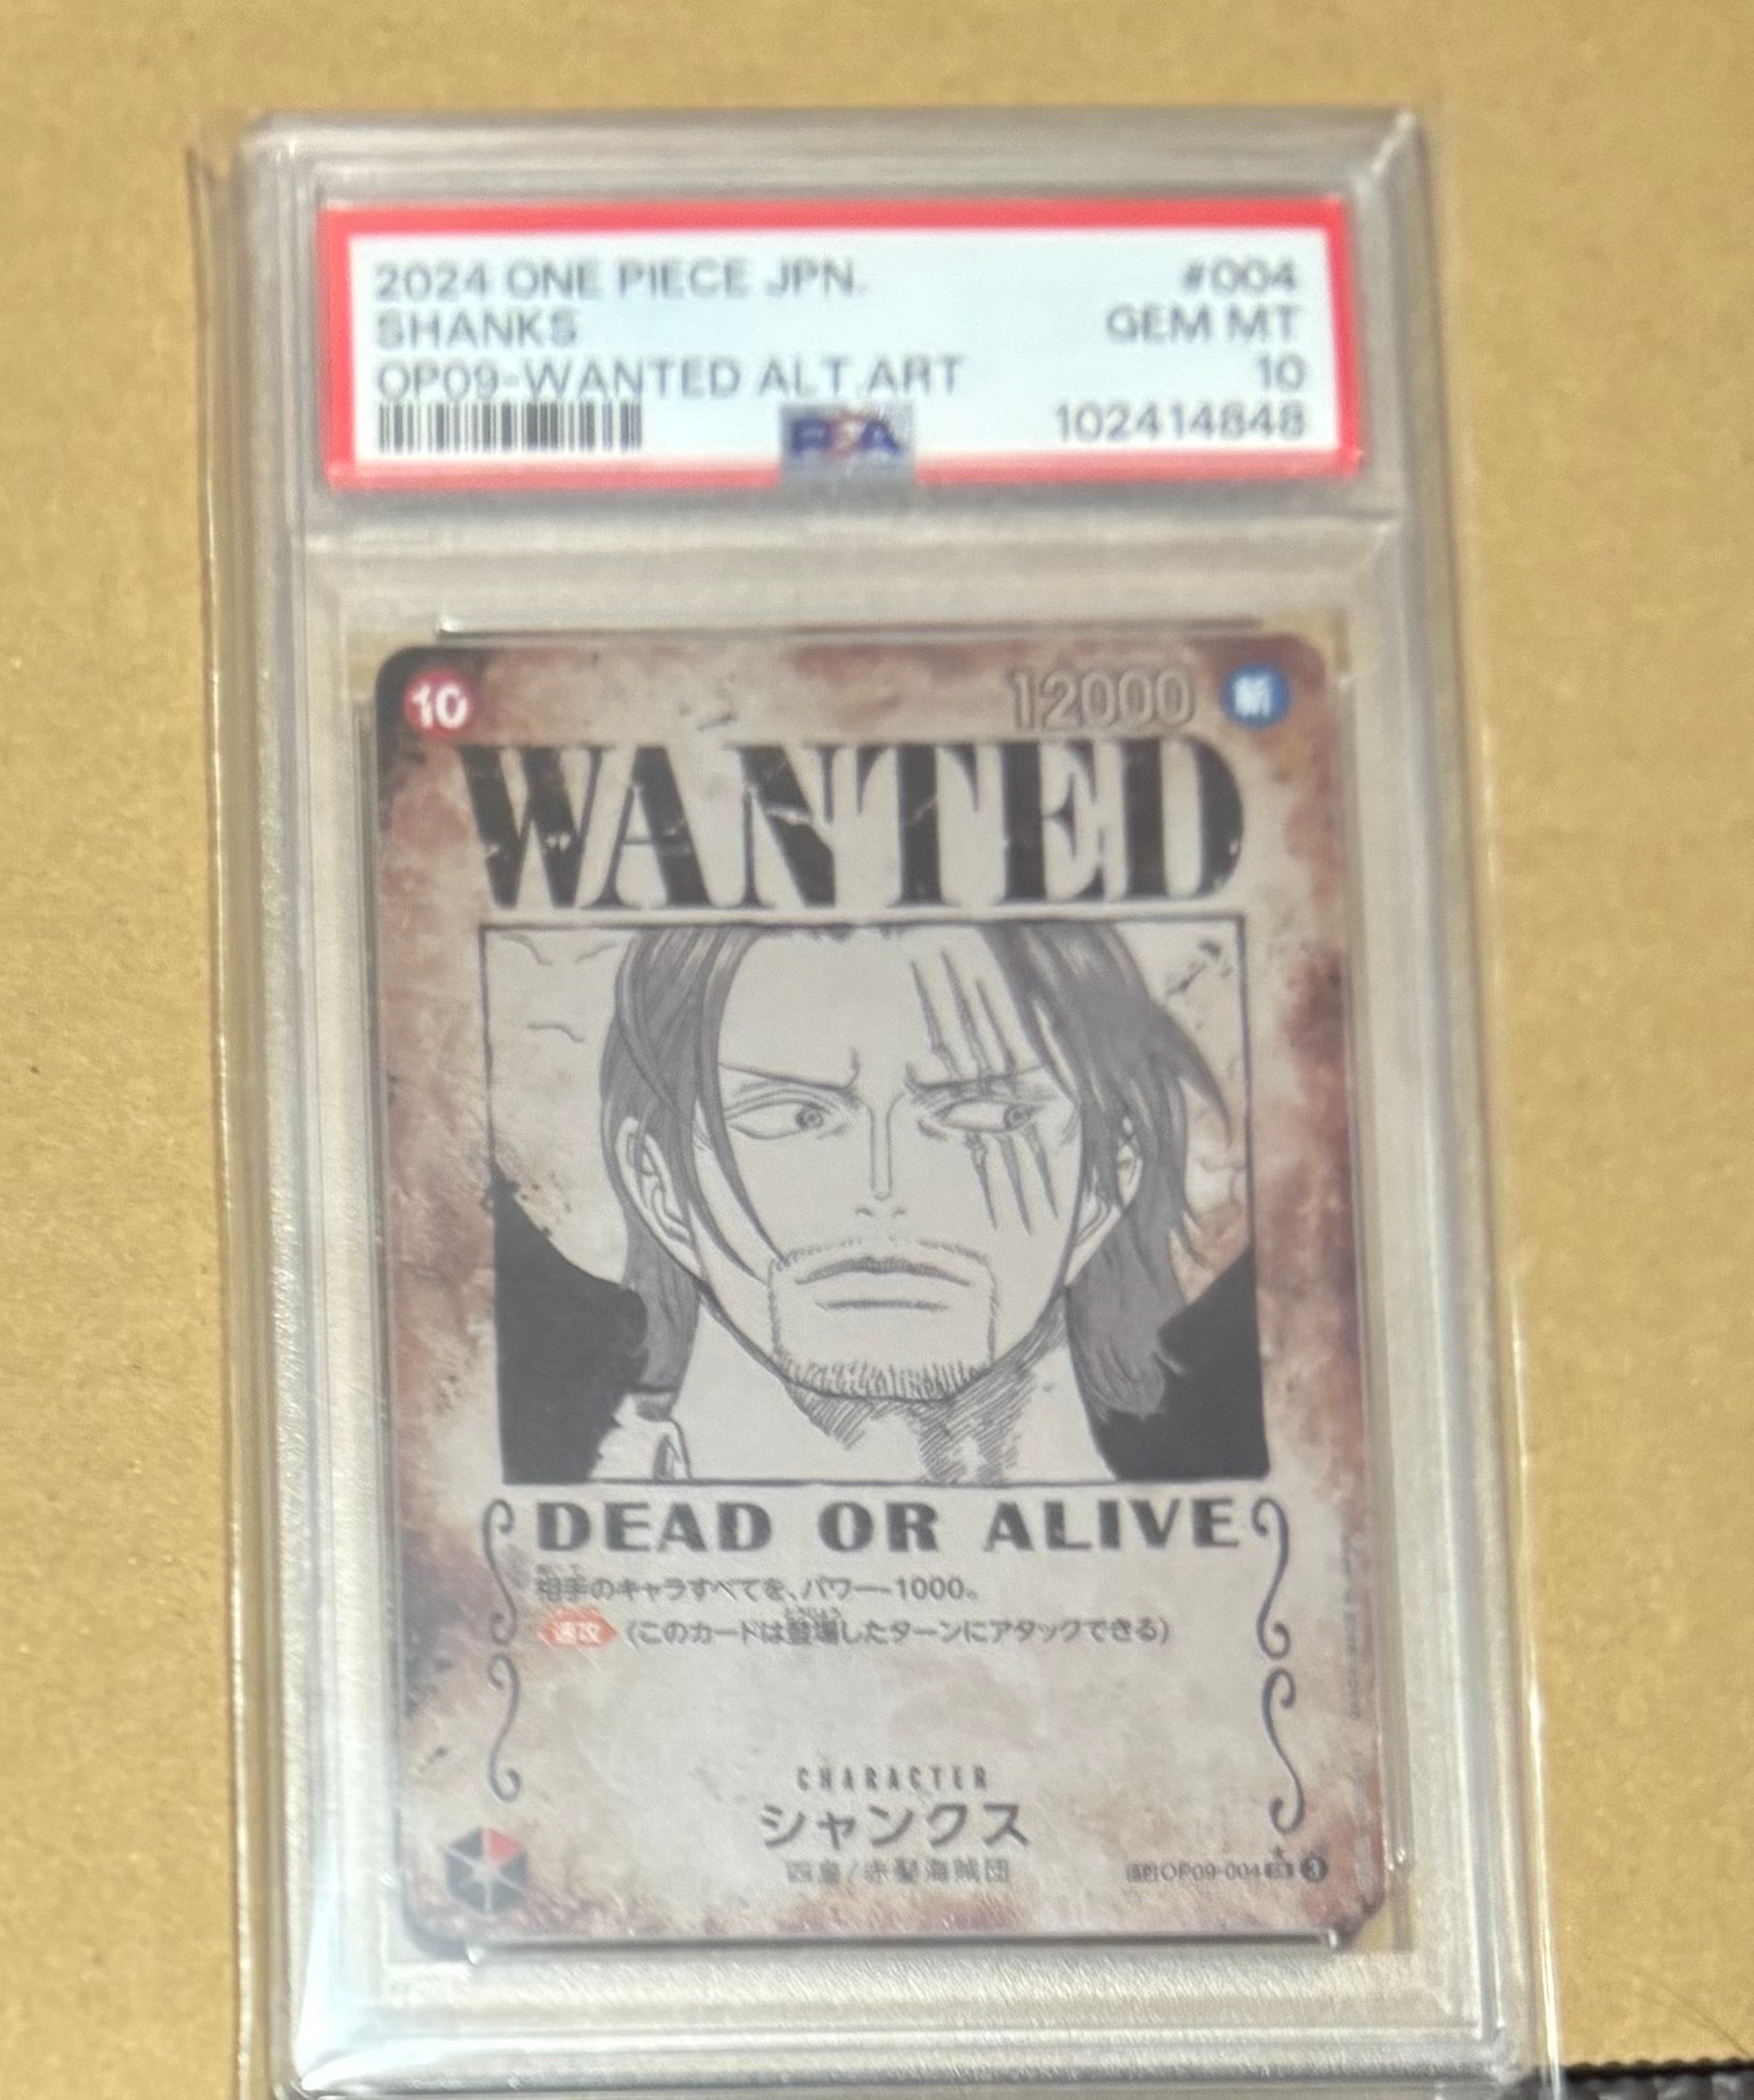 2024 ONE PIECE JPN. #004
SHANKS GEM MT
OP09-WANTED ALT.ART 10
102414848
PSA
10 12000 斬
WANTED
DEAD OR ALIVE
相手のキャラすべてを、パワー-1000。
速攻 (このカードは登場したターンにアタックできる)
CHARACTER
シャンクス
四皇/赤髪海賊団
OP09-004